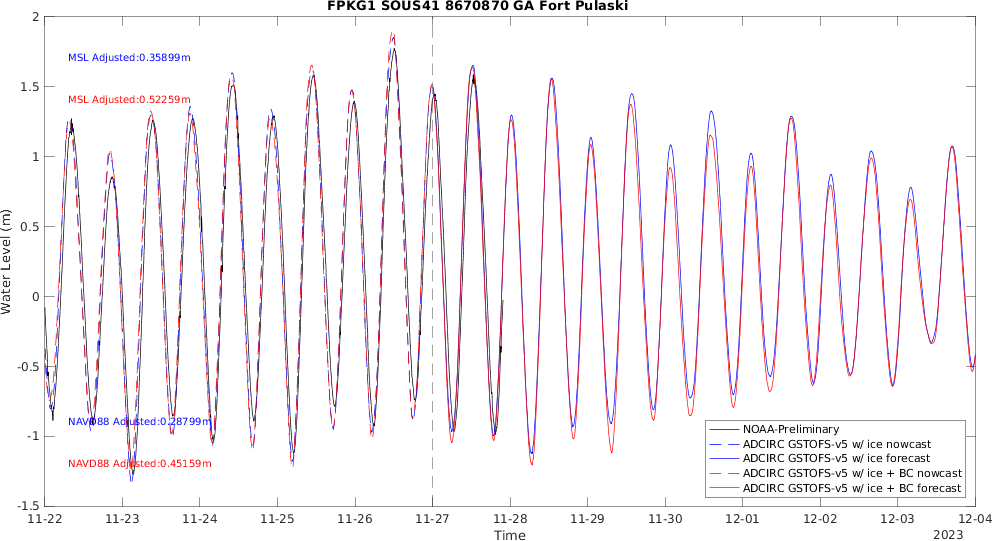 FPKG1 SOUS41 8670870 GA Fort Pulaski
2
1.5
1
0.5
0
-0.5
-1
-1.5
Water Level (m)
MSL Adjusted:0.35899m
MSL Adjusted:0.52259m
NAVD88 Adjusted:0.28799m
NAVD88 Adjusted:0.45159m
NOAA-Preliminary
ADCIRC GSTOFS-v5 w/ ice nowcast
ADCIRC GSTOFS-v5 w/ ice forecast
ADCIRC GSTOFS-v5 w/ ice + BC nowcast
ADCIRC GSTOFS-v5 w/ ice + BC forecast
11-22 11-23 11-24 11-25 11-26 11-27 11-28 11-29 11-30 12-01 12-02 12-03 12-04
Time
2023